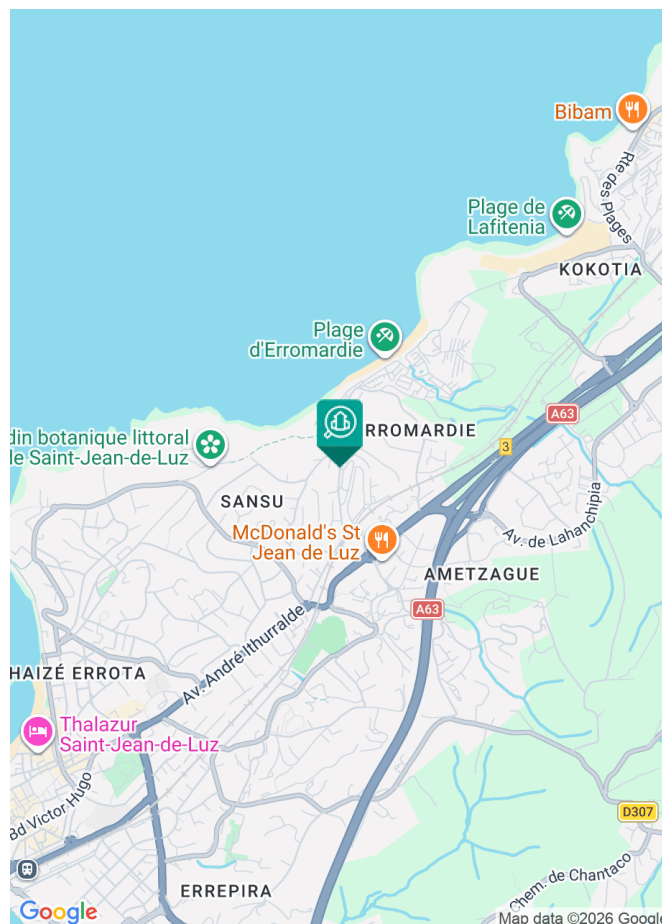 Bibam
Rte des Plages
Plage de
Lafitenia
KOKOTIA
Plage
d'Erromardie
A63
RROMARDIE
din botanique littoral
le Saint-Jean-de-Luz
3
SANSU
McDonald's St
Jean de Luz
Av. de Lahanchipia
AMETZAGUE
A63
Av. André Ithurralde
HAIZÉ ERROTA
Thalazur
Saint-Jean-de-Luz
Bd Victor Hugo
D307
Chem. de Chantaco
ERREPIRA
Google
Map data ©2026 Google